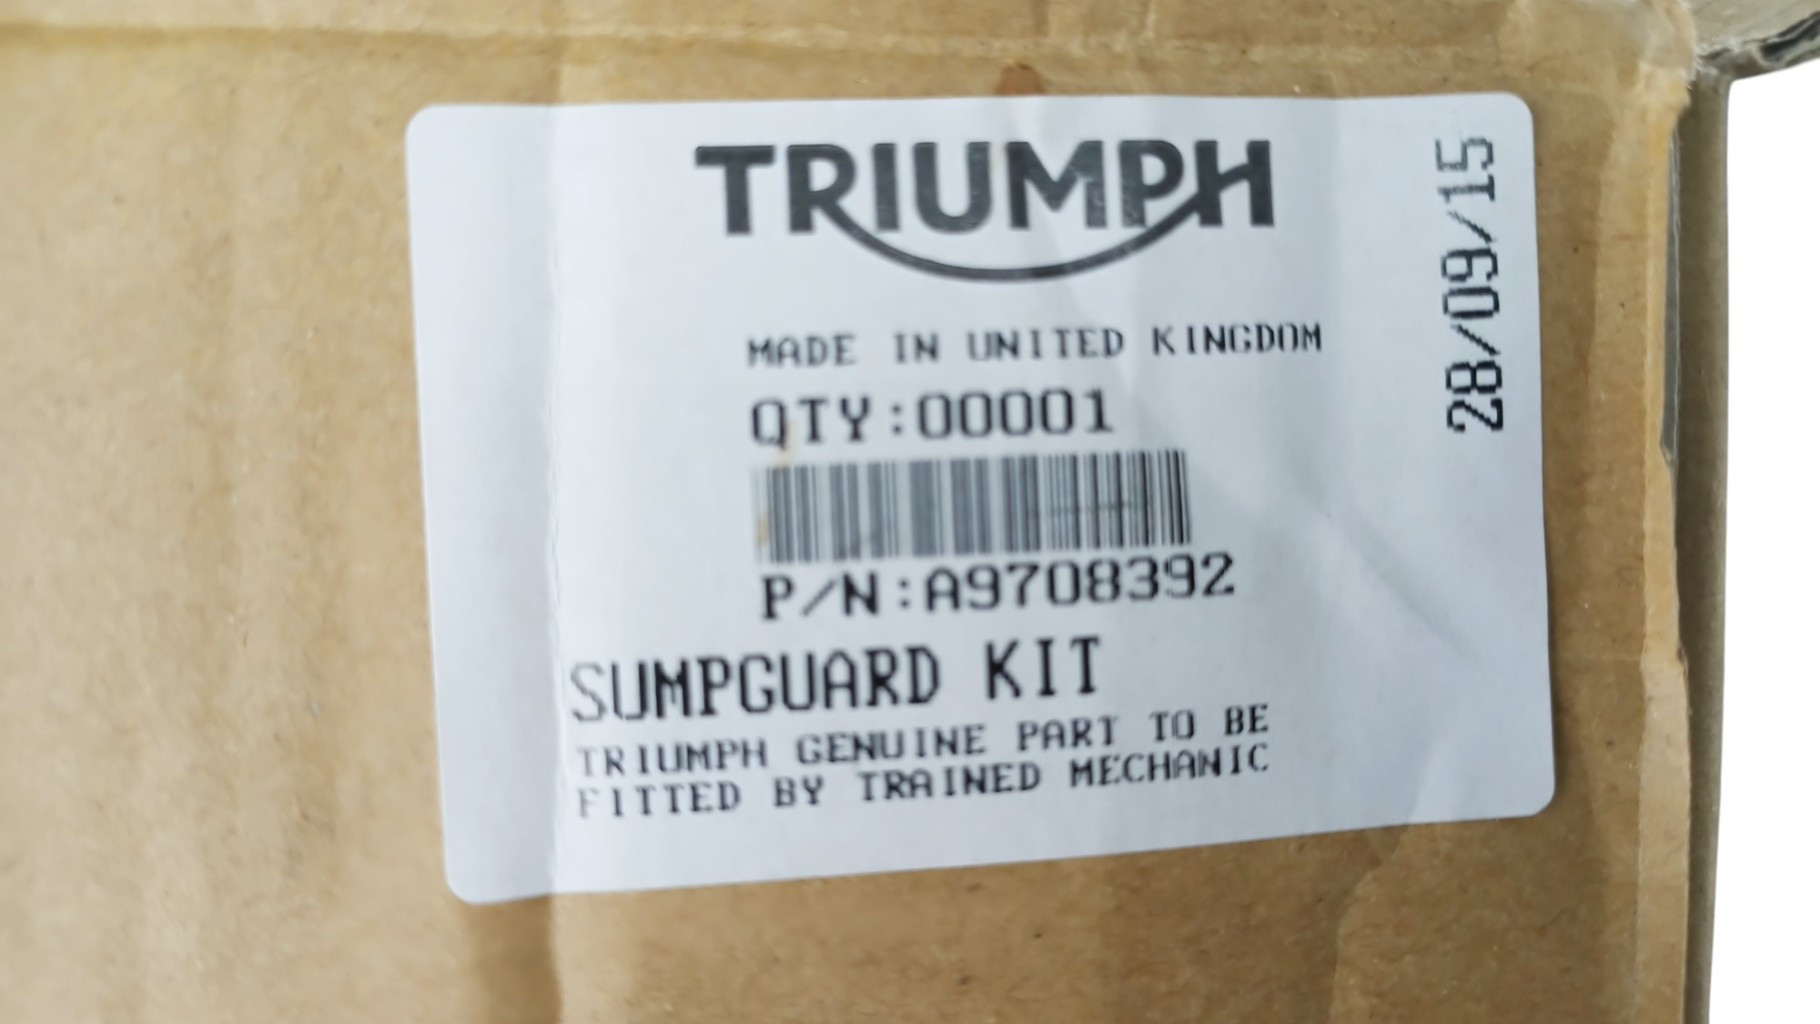 TRIUMPH
28/09/15
MADE IN UNITED KINGDOM
QTY:00001
P/N:A9708392
SUMPGUARD KIT
TRIUMPH GENUINE PART TO BE
FITTED BY TRAINED MECHANIC